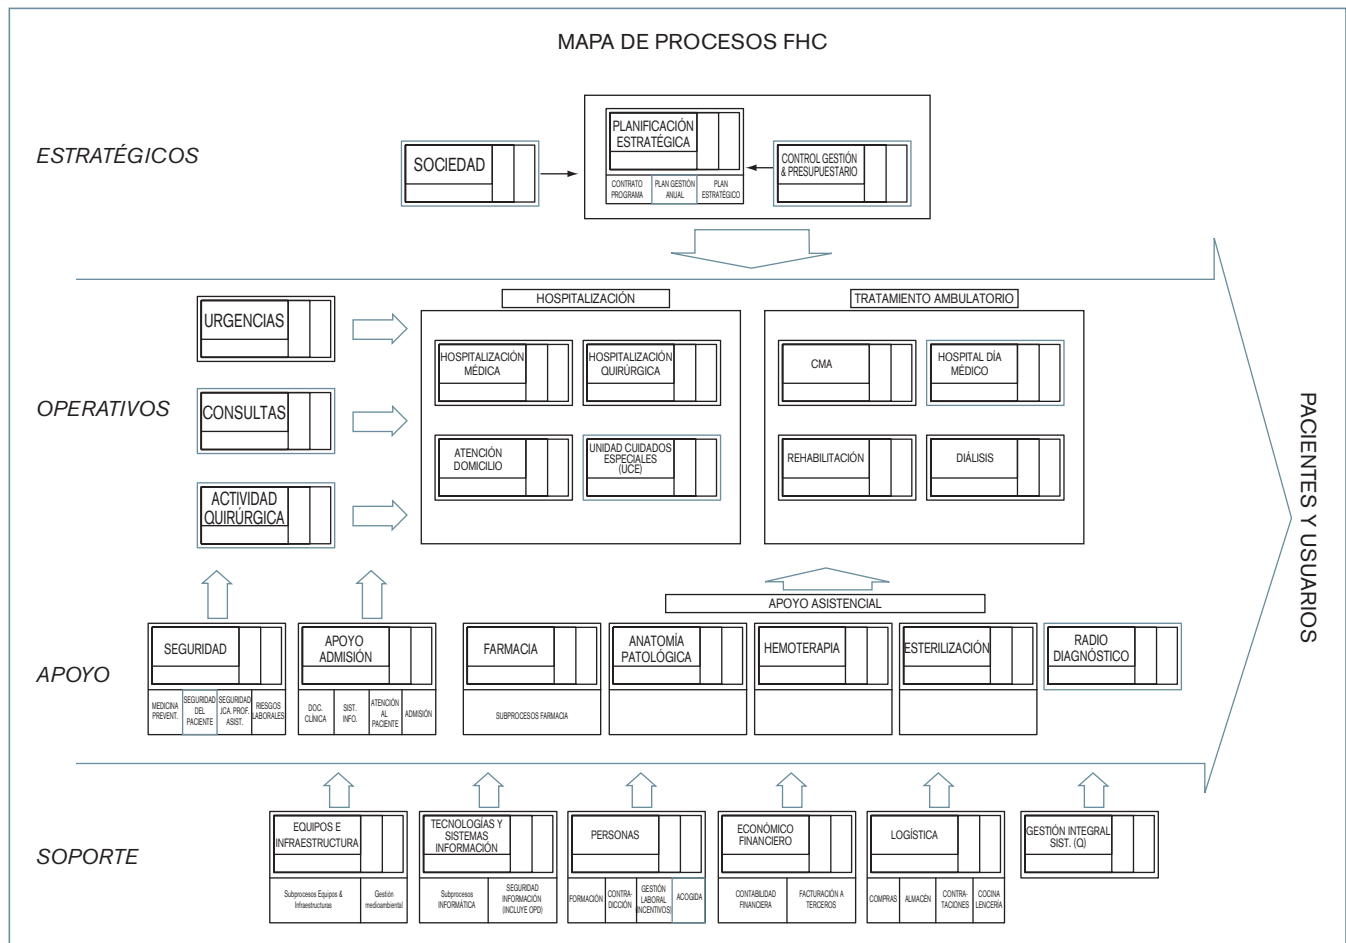 MAPA DE PROCESOS FHC
ESTRATÉGICOS
SOCIEDAD
PLANIFICACIÓN
ESTRATÉGICA
CONTRATO
PROGRAMA
PLAN GESTIÓN
ANUAL
PLAN
ESTRATÉGICO
CONTROL GESTIÓN
& PRESUPUESTARIO
OPERATIVOS
URGENCIAS
CONSULTAS
ACTIVIDAD
QUIRÚRGICA
HOSPITALIZACIÓN
HOSPITALIZACIÓN
MÉDICA
HOSPITALIZACIÓN
QUIRÚRGICA
ATENCIÓN
DOMICILIO
UNIDAD CUIDADOS
ESPECIALES
(UCE)
TRATAMIENTO AMBULATORIO
CMA
HOSPITAL DÍA
MÉDICO
REHABILITACIÓN
DIÁLISIS
PACIENTES Y USUARIOS
APOYO
SEGURIDAD
MEDICINA
PREVENT.
SEGURIDAD
DEL
PACIENTE
SEGURIDAD
JCA. PROF.
ASIST.
RIESGOS
LABORALES
APOYO
ADMISIÓN
DOC.
CLÍNICA
SIST.
INFO.
ATENCIÓN
AL
PACIENTE
ADMISIÓN
APOYO ASISTENCIAL
FARMACIA
SUBPROCESOS FARMACIA
ANATOMÍA
PATOLÓGICA
HEMOTERAPIA
ESTERILIZACIÓN
RADIO
DIAGNÓSTICO
SOPORTE
EQUIPOS E
INFRAESTRUCTURA
Subprocesos Equipos &
Infraestructuras
Gestión
medioambiental
TECNOLOGÍAS Y
SISTEMAS
INFORMACIÓN
Subprocesos
INFORMÁTICA
SEGURIDAD
INFORMACIÓN
(INCLUYE OPD)
PERSONAS
FORMACIÓN
CONTRA-
DICCIÓN
GESTIÓN
LABORAL
INCENTIVOS)
ACOGIDA
ECONÓMICO
FINANCIERO
CONTABILIDAD
FINANCIERA
FACTURACIÓN A
TERCEROS
LOGÍSTICA
COMPRAS
ALMACÉN
CONTRA-
TACIONES
COCINA
LENCERÍA
GESTIÓN INTEGRAL
SIST. (Q)